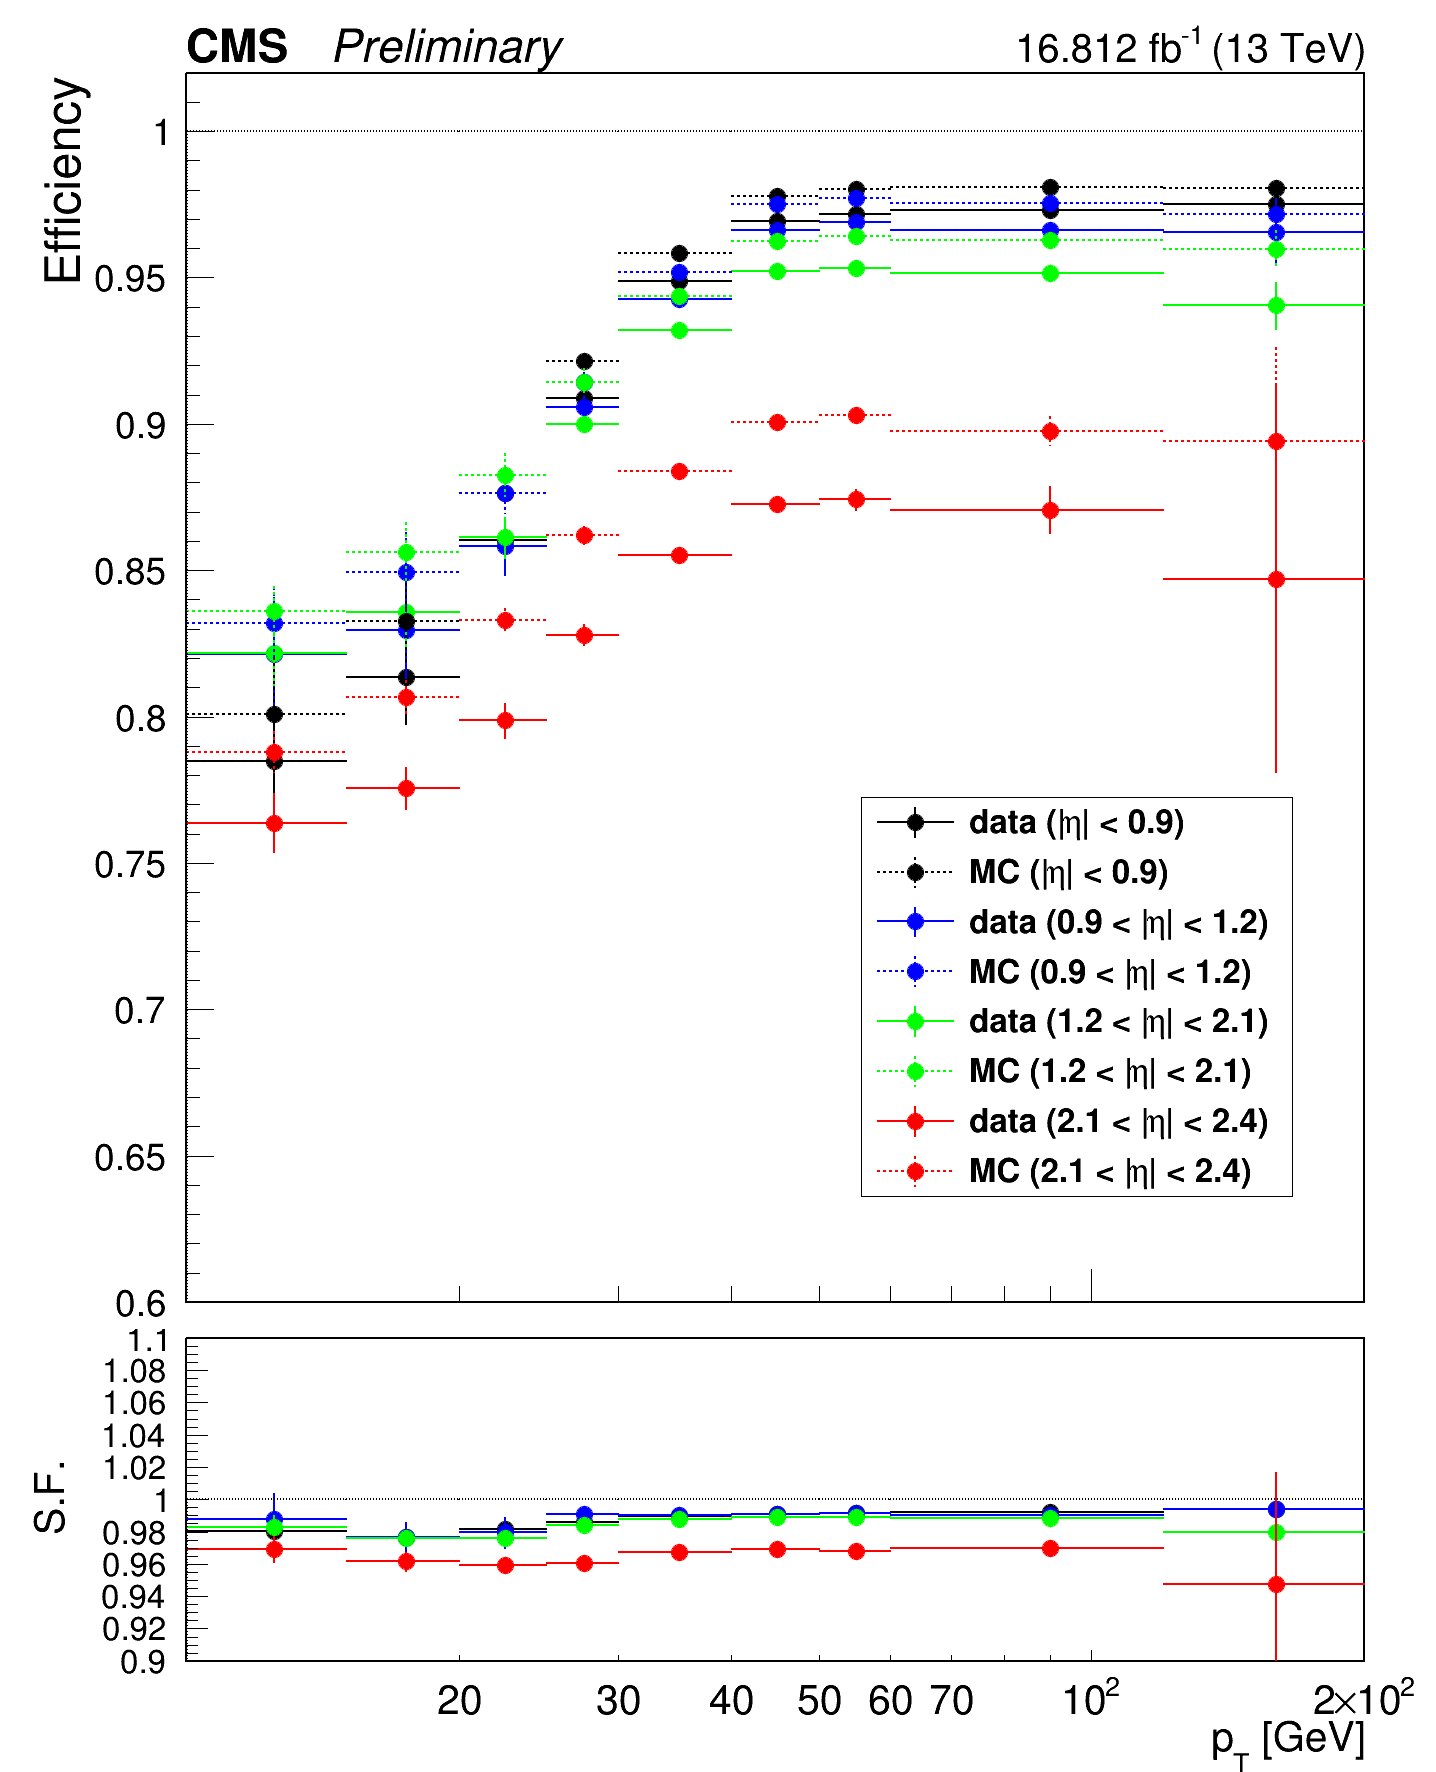 CMS Preliminary 16.812 fb⁻¹ (13 TeV)
Efficiency
1
0.95
0.9
0.85
0.8
0.75
0.7
0.65
0.6
data (|η| < 0.9)
MC (|η| < 0.9)
data (0.9 < |η| < 1.2)
MC (0.9 < |η| < 1.2)
data (1.2 < |η| < 2.1)
MC (1.2 < |η| < 2.1)
data (2.1 < |η| < 2.4)
MC (2.1 < |η| < 2.4)
S.F.
1.1
1.08
1.06
1.04
1.02
1
0.98
0.96
0.94
0.92
0.9
20 30 40 50 60 70 10² 2×10²
p_T [GeV]